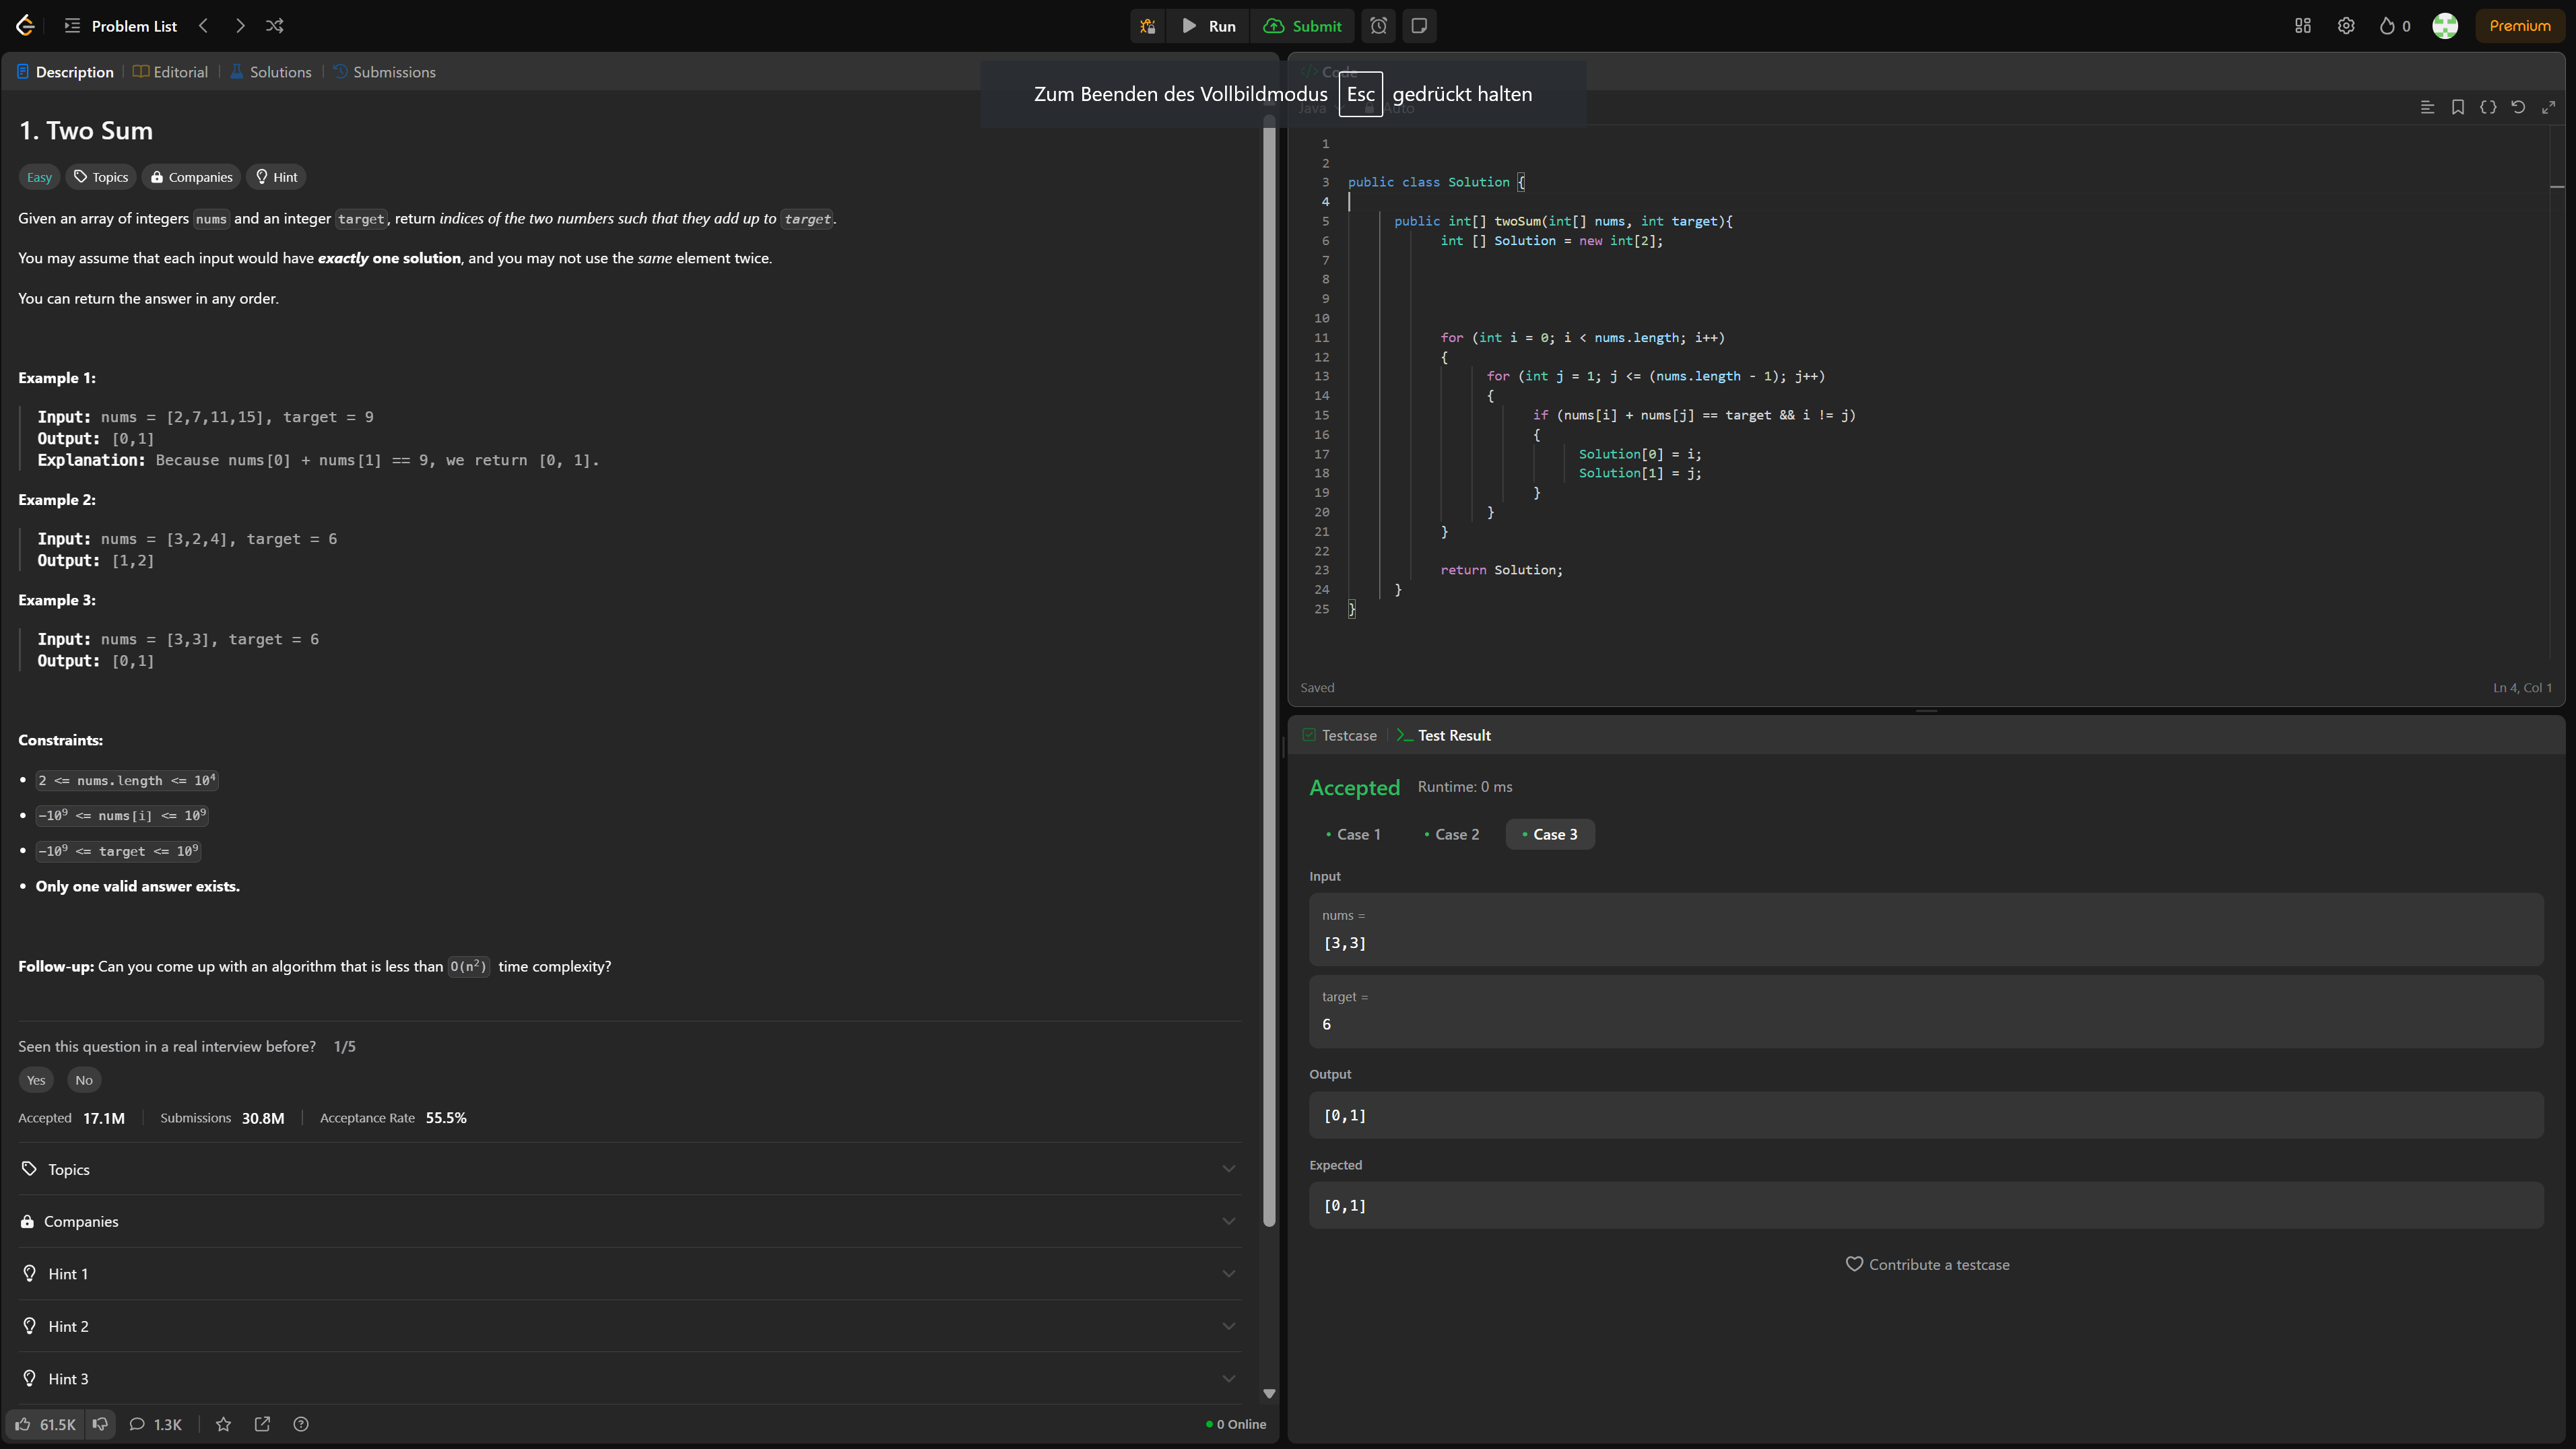 Problem List
Run
Submit
0
Premium
Description
Editorial
Solutions
Submissions
1. Two Sum
Easy
Topics
Companies
Hint
Given an array of integers nums and an integer target, return indices of the two numbers such that they add up to target.
You may assume that each input would have exactly one solution, and you may not use the same element twice.
You can return the answer in any order.
Example 1:
Input: nums = [2,7,11,15], target = 9
Output: [0,1]
Explanation: Because nums[0] + nums[1] == 9, we return [0, 1].
Example 2:
Input: nums = [3,2,4], target = 6
Output: [1,2]
Example 3:
Input: nums = [3,3], target = 6
Output: [0,1]
Constraints:
• 2 <= nums.length <= 10⁴
• -10⁹ <= nums[i] <= 10⁹
• -10⁹ <= target <= 10⁹
• Only one valid answer exists.
Follow-up: Can you come up with an algorithm that is less than O(n²) time complexity?
Seen this question in a real interview before? 1/5
Yes No
Accepted 17.1M Submissions 30.8M Acceptance Rate 55.5%
Topics
Companies
Hint 1
Hint 2
Hint 3
61.5K 1.3K
0 Online
Code
Zum Beenden des Vollbildmodus Esc gedrückt halten
Java Auto
1
2
3 public class Solution {
4
5 public int[] twoSum(int[] nums, int target){
6 int [] Solution = new int[2];
7
8
9
10
11 for (int i = 0; i < nums.length; i++)
12 {
13 for (int j = 1; j <= (nums.length - 1); j++)
14 {
15 if (nums[i] + nums[j] == target && i != j)
16 {
17 Solution[0] = i;
18 Solution[1] = j;
19 }
20 }
21 }
22
23 return Solution;
24 }
25 }
Saved
Ln 4, Col 1
Testcase
Test Result
Accepted Runtime: 0 ms
• Case 1 • Case 2 • Case 3
Input
nums =
[3,3]
target =
6
Output
[0,1]
Expected
[0,1]
Contribute a testcase